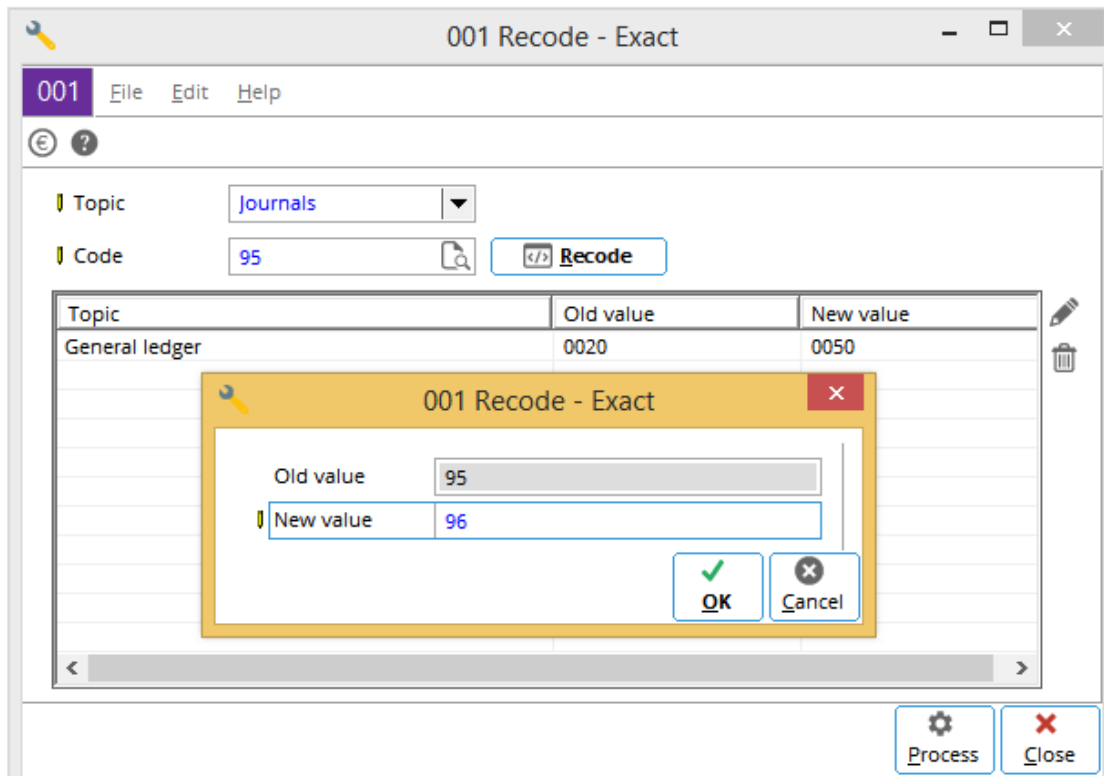 001 Recode - Exact
001 File Edit Help
Topic Journals
Code 95 Recode
Topic Old value New value
General ledger 0020 0050
001 Recode - Exact
Old value 95
New value 96
OK Cancel
Process Close